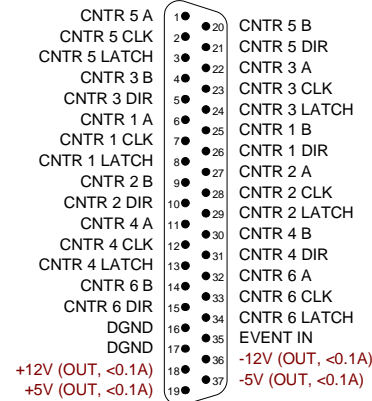 CNTR 5 A 1
20 CNTR 5 B
CNTR 5 CLK 2
21 CNTR 5 DIR
CNTR 5 LATCH 3
22 CNTR 3 A
CNTR 3 B 4
23 CNTR 3 CLK
CNTR 3 DIR 5
24 CNTR 3 LATCH
CNTR 1 A 6
25 CNTR 1 B
CNTR 1 CLK 7
26 CNTR 1 DIR
CNTR 1 LATCH 8
27 CNTR 2 A
CNTR 2 B 9
28 CNTR 2 CLK
CNTR 2 DIR 10
29 CNTR 2 LATCH
CNTR 4 A 11
30 CNTR 4 B
CNTR 4 CLK 12
31 CNTR 4 DIR
CNTR 4 LATCH 13
32 CNTR 6 A
CNTR 6 B 14
33 CNTR 6 CLK
CNTR 6 DIR 15
34 CNTR 6 LATCH
DGND 16
35 EVENT IN
DGND 17
36 -12V (OUT, <0.1A)
+12V (OUT, <0.1A) 18
37 -5V (OUT, <0.1A)
+5V (OUT, <0.1A) 19